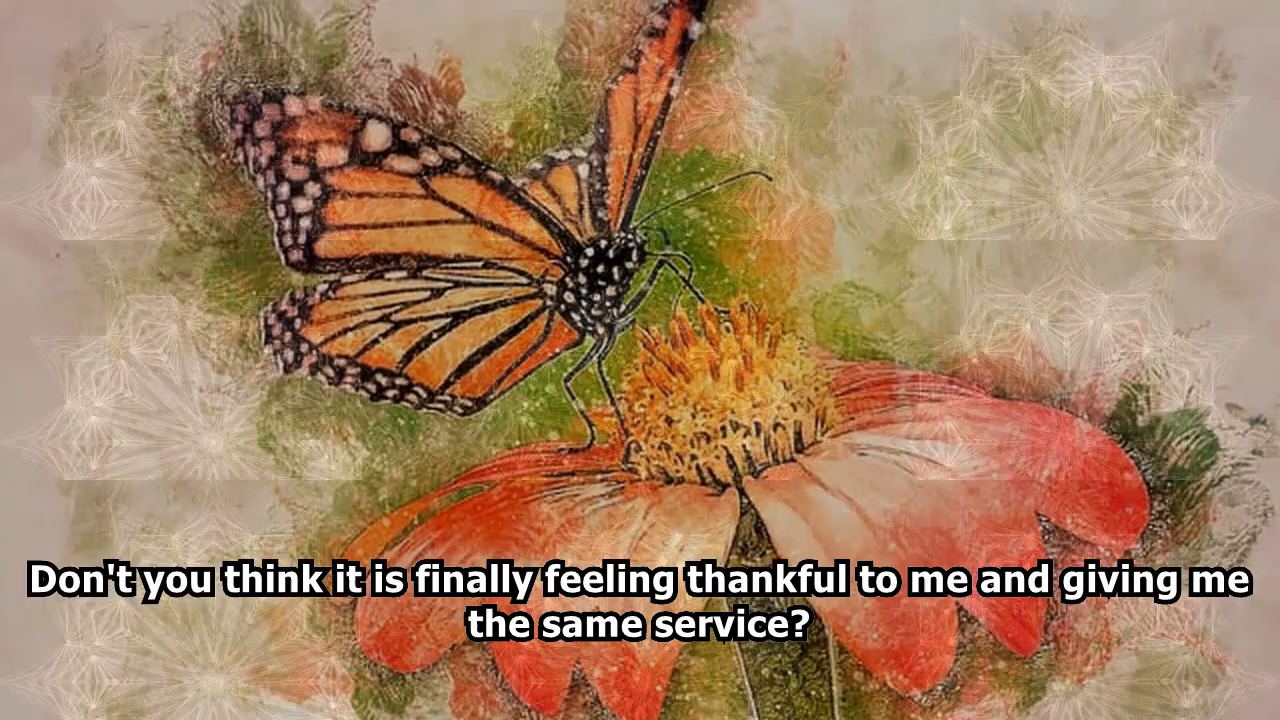 Don't you think it is finally feeling thankful to me and giving me
the same service?